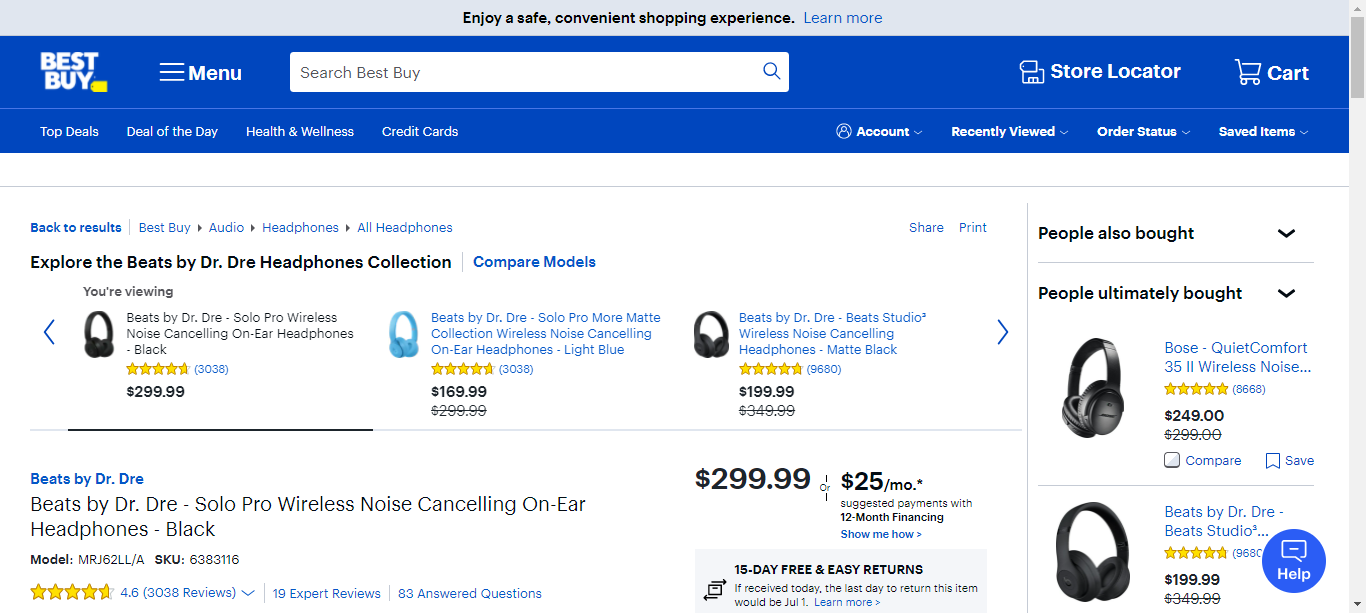 Enjoy a safe, convenient shopping experience. Learn more
BEST
BUY
Menu
Search Best Buy
Store Locator
Cart
Top Deals
Deal of the Day
Health & Wellness
Credit Cards
Account
Recently Viewed
Order Status
Saved Items
Back to results
Best Buy
Audio
Headphones
All Headphones
Share
Print
Explore the Beats by Dr. Dre Headphones Collection
Compare Models
You're viewing
Beats by Dr. Dre - Solo Pro Wireless
Noise Cancelling On-Ear Headphones
- Black
(3038)
$299.99
Beats by Dr. Dre - Solo Pro More Matte
Collection Wireless Noise Cancelling
On-Ear Headphones - Light Blue
(3038)
$169.99
$299.99
Beats by Dr. Dre - Beats Studio³
Wireless Noise Cancelling
Headphones - Matte Black
(9680)
$199.99
$349.99
Beats by Dr. Dre
Beats by Dr. Dre - Solo Pro Wireless Noise Cancelling On-Ear
Headphones - Black
Model: MRJ62LL/A SKU: 6383116
4.6 (3038 Reviews)
19 Expert Reviews
83 Answered Questions
$299.99
Or
$25/mo.*
suggested payments with
12-Month Financing
Show me how >
15-DAY FREE & EASY RETURNS
If received today, the last day to return this item
would be Jul 1. Learn more >
People also bought
People ultimately bought
Bose - QuietComfort
35 II Wireless Noise...
(8668)
$249.00
$299.00
Compare
Save
Beats by Dr. Dre -
Beats Studio³...
(9680
$199.99
$349.99
Help